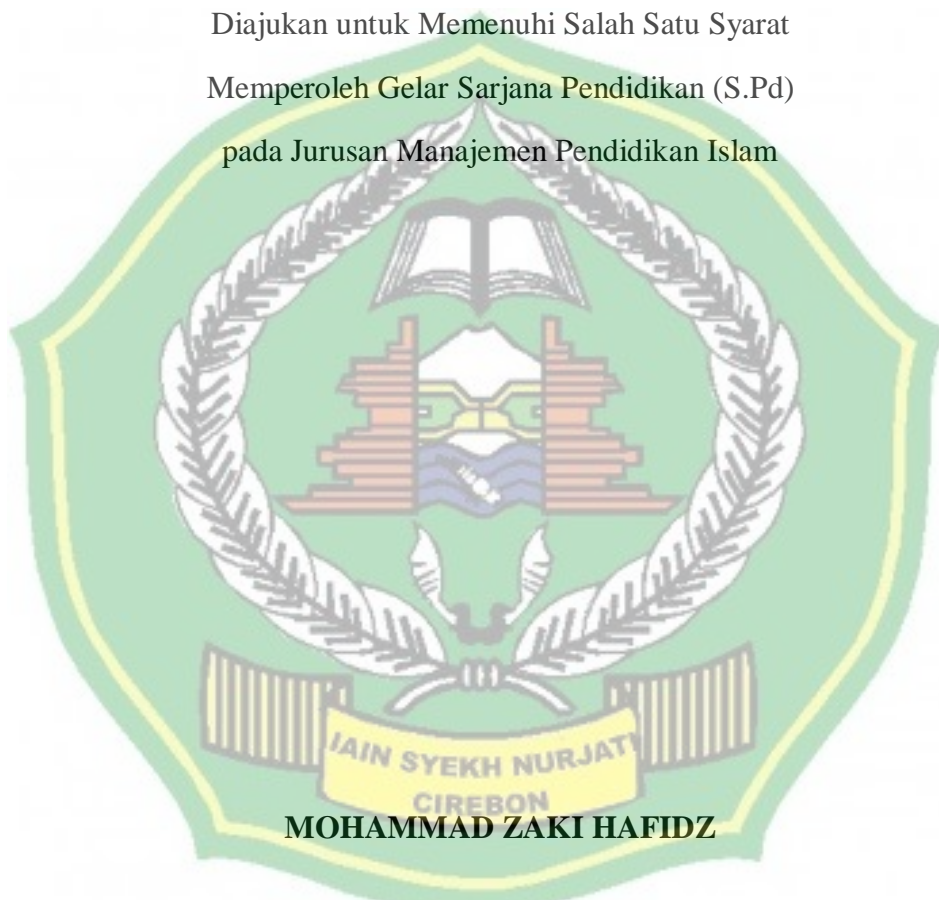 Diajukan untuk Memenuhi Salah Satu Syarat
Memperoleh Gelar Sarjana Pendidikan (S.Pd)
pada Jurusan Manajemen Pendidikan Islam
IAIN SYEKH NURJATI
CIREBON
MOHAMMAD ZAKI HAFIDZ